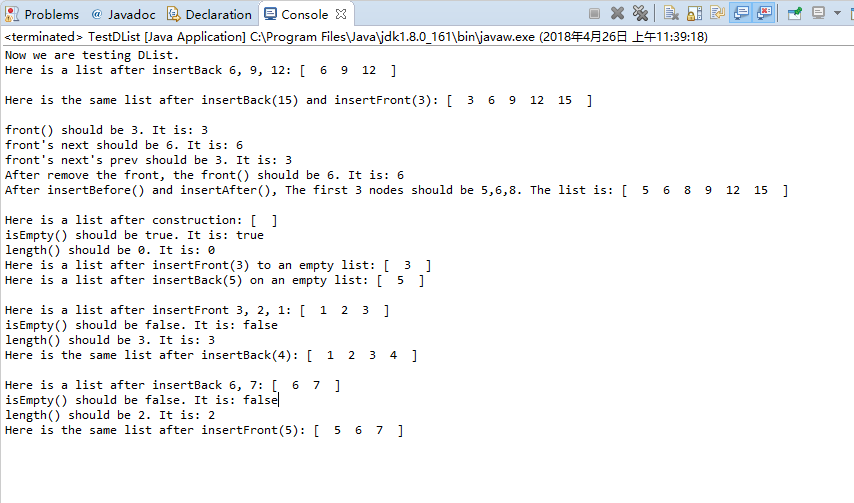 Problems @ Javadoc Declaration Console
<terminated> TestDList [Java Application] C:\Program Files\Java\jdk1.8.0_161\bin\javaw.exe (2018年4月26日 上午11:39:18)
Now we are testing DList.
Here is a list after insertBack 6, 9, 12: [  6  9  12  ]
Here is the same list after insertBack(15) and insertFront(3): [  3  6  9  12  15  ]
front() should be 3. It is: 3
front's next should be 6. It is: 6
front's next's prev should be 3. It is: 3
After remove the front, the front() should be 6. It is: 6
After insertBefore() and insertAfter(), The first 3 nodes should be 5,6,8. The list is: [  5  6  8  9  12  15  ]
Here is a list after construction: [  ]
isEmpty() should be true. It is: true
length() should be 0. It is: 0
Here is a list after insertFront(3) to an empty list: [  3  ]
Here is a list after insertBack(5) on an empty list: [  5  ]
Here is a list after insertFront 3, 2, 1: [  1  2  3  ]
isEmpty() should be false. It is: false
length() should be 3. It is: 3
Here is the same list after insertBack(4): [  1  2  3  4  ]
Here is a list after insertBack 6, 7: [  6  7  ]
isEmpty() should be false. It is: false
length() should be 2. It is: 2
Here is the same list after insertFront(5): [  5  6  7  ]